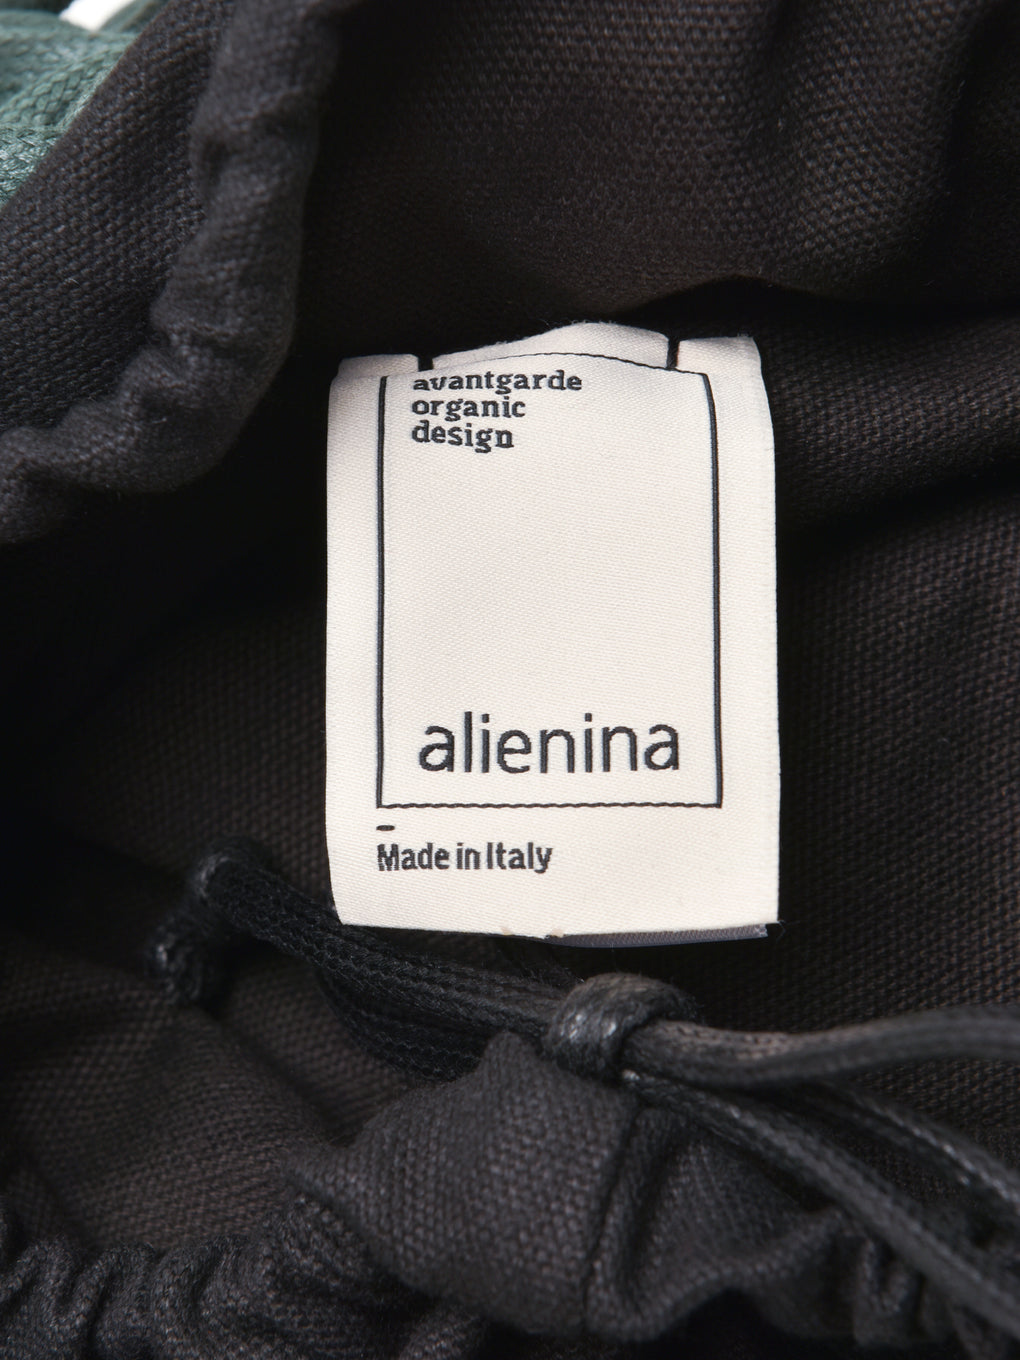 avantgarde
organic
design
alienina
Made in Italy